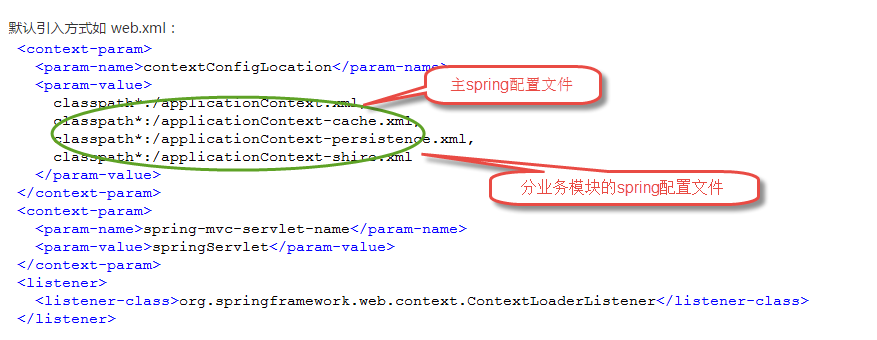 默认引入方式如 web.xml：
<context-param>
<param-name>contextConfigLocation</param-name>
<param-value>
classpath*:/applicationContext.xml,
主spring配置文件
classpath*:/applicationContext-cache.xml,
classpath*:/applicationContext-persistence.xml,
classpath*:/applicationContext-shiro.xml
分业务模块的spring配置文件
</param-value>
</context-param>
<context-param>
<param-name>spring-mvc-servlet-name</param-name>
<param-value>springServlet</param-value>
</context-param>
<listener>
<listener-class>org.springframework.web.context.ContextLoaderListener</listener-class>
</listener>